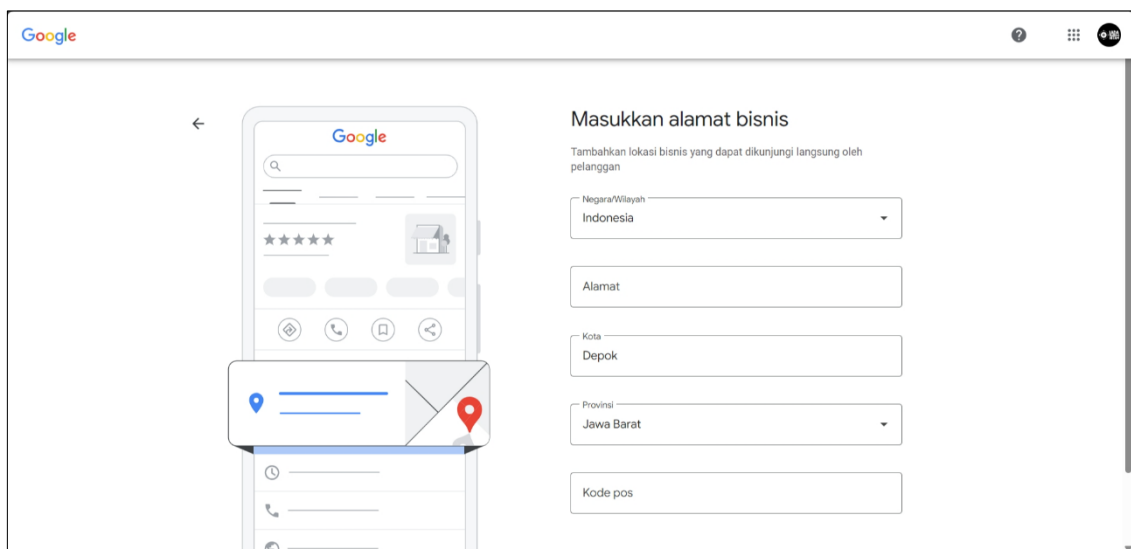 Google
Google
Masukkan alamat bisnis
Tambahkan lokasi bisnis yang dapat dikunjungi langsung oleh
pelanggan
Negara/Wilayah
Indonesia
Alamat
Kota
Depok
Provinsi
Jawa Barat
Kode pos